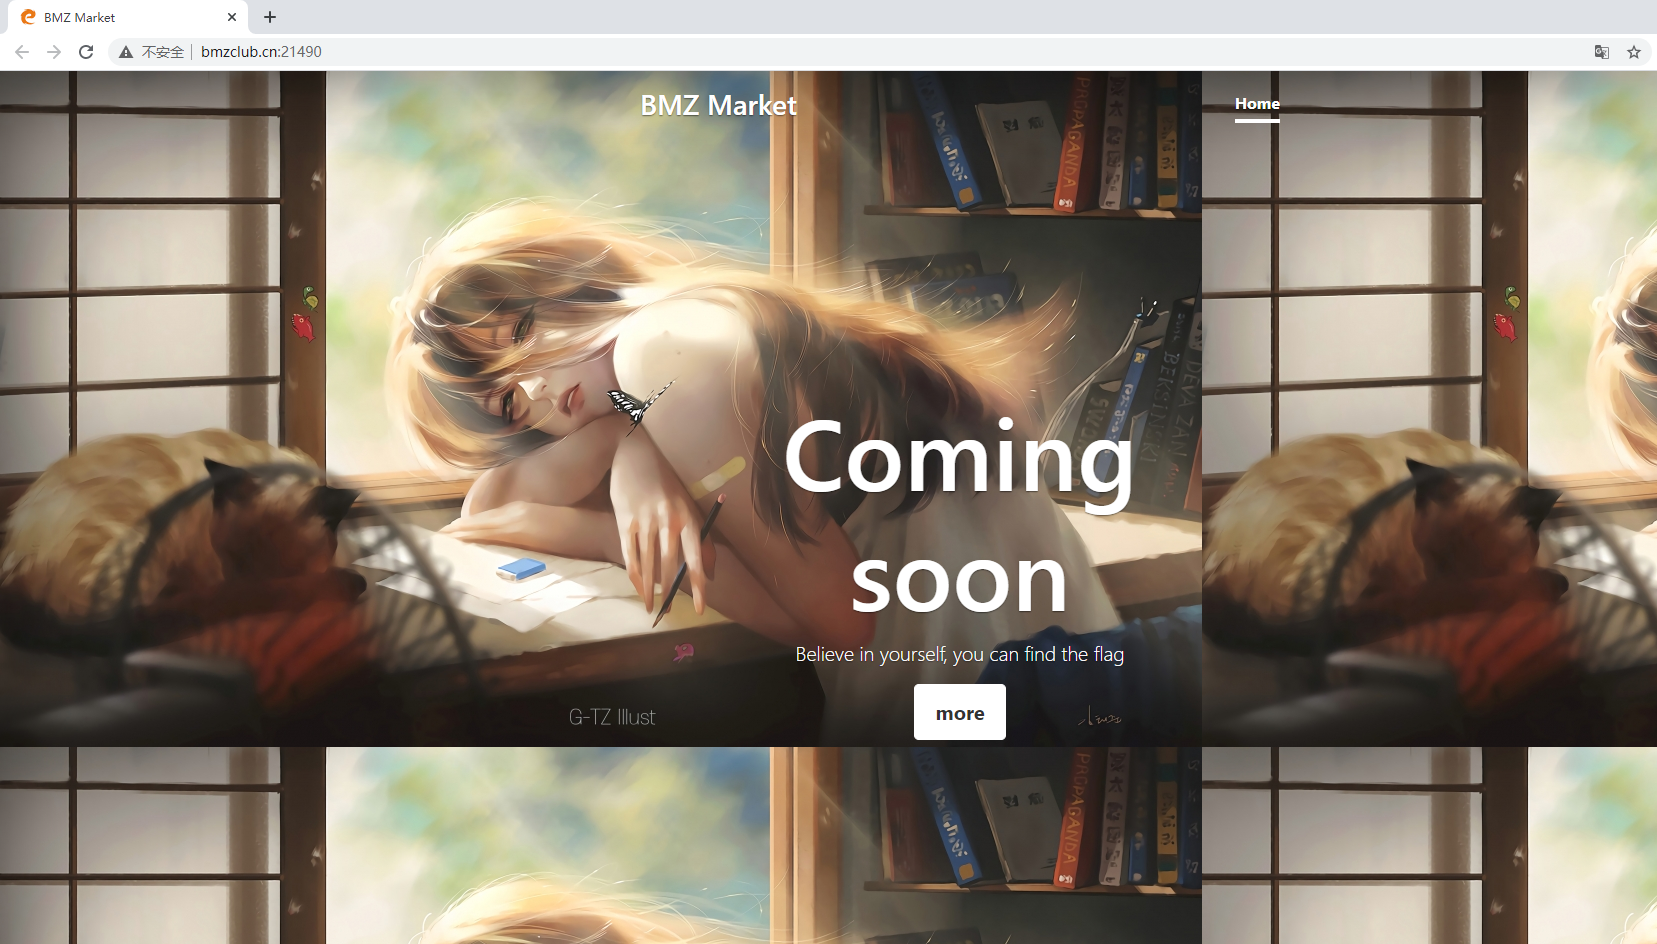 BMZ Market
不安全 bmzclub.cn:21490
BMZ Market
Home
PROPAGANDA
BEKSINSKI
Coming
soon
Believe in yourself, you can find the flag
more
G-TZ Illust
PROPAGANDA